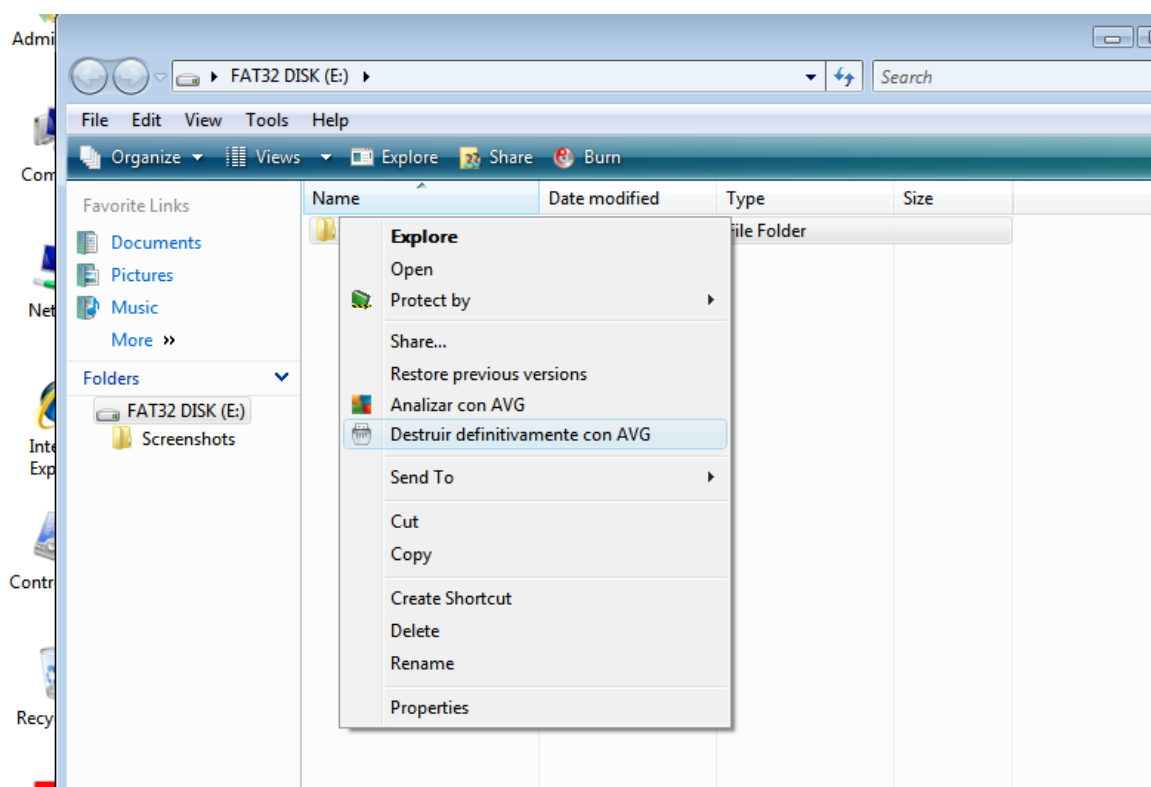 Admi
FAT32 DISK (E:)
Search
File Edit View Tools Help
Organize Views Explore Share Burn
Com
Favorite Links
Name Date modified Type Size
Documents
File Folder
Pictures
Music
More »
Net
Folders
FAT32 DISK (E:)
Screenshots
Inte
Exp
Explore
Open
Protect by
Share...
Restore previous versions
Analizar con AVG
Destruir definitivamente con AVG
Send To
Cut
Copy
Create Shortcut
Delete
Rename
Properties
Contr
Recy